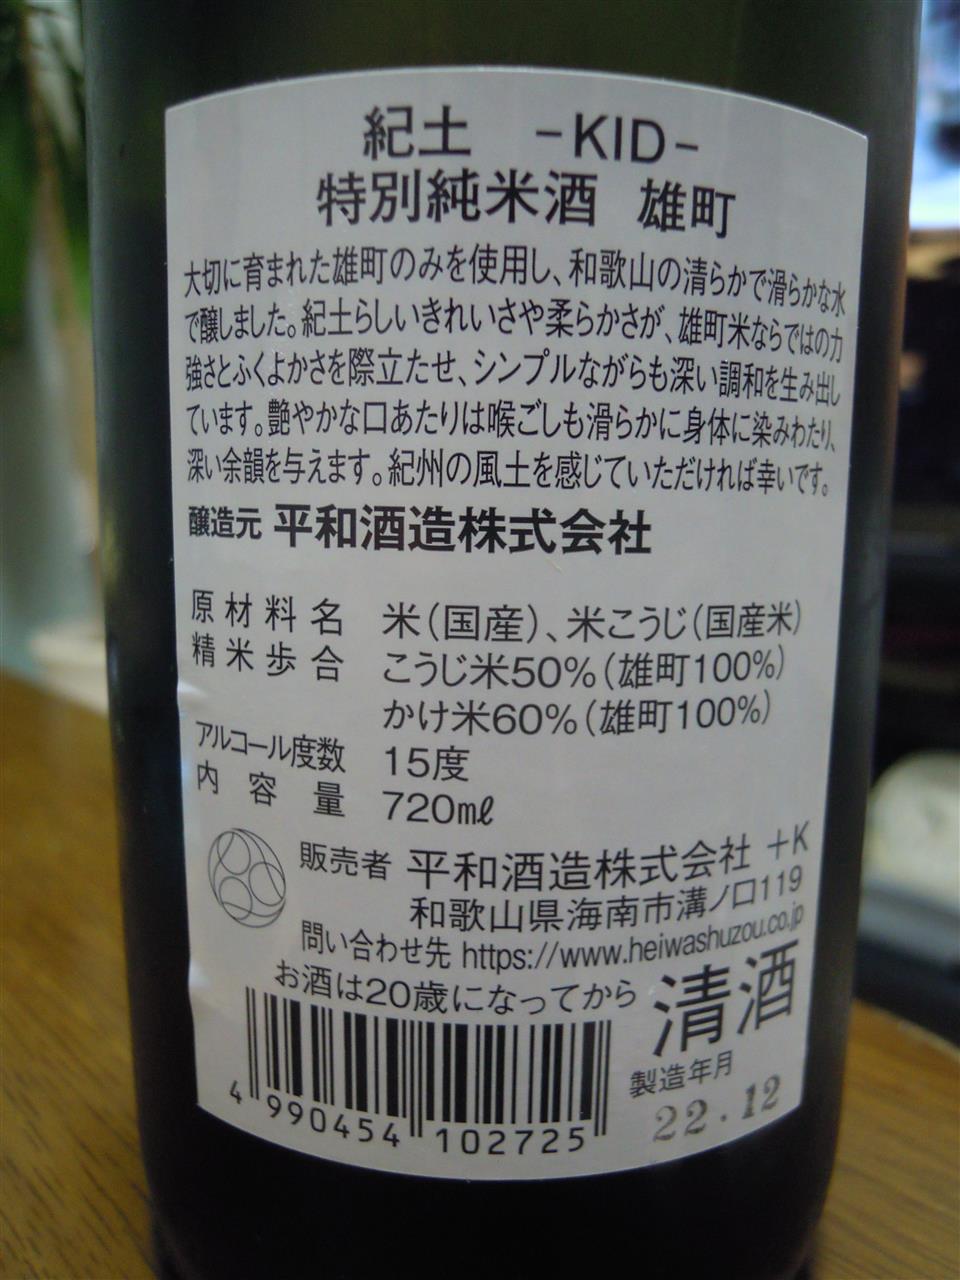 紀土 -KID-
特別純米酒 雄町
大切に育まれた雄町のみを使用し、和歌山の清らかで滑らかな水
で醸しました。紀土らしいきれいさや柔らかさが、雄町米ならではの力
強さとふくよかさを際立たせ、シンプルながらも深い調和を生み出し
ています。艶やかな口あたりは喉ごしも滑らかに身体に染みわたり、
深い余韻を与えます。紀州の風土を感じていただければ幸いです。
醸造元 平和酒造株式会社
原材料名 米(国産)、米こうじ(国産米)
精米歩合 こうじ米50%(雄町100%)
かけ米60%(雄町100%)
アルコール度数 15度
内容量 720mℓ
販売者 平和酒造株式会社 +K
和歌山県海南市溝ノ口119
問い合わせ先 https://www.heiwashuzou.co.jp
お酒は20歳になってから
清酒
製造年月
22.12
4 990454 102725